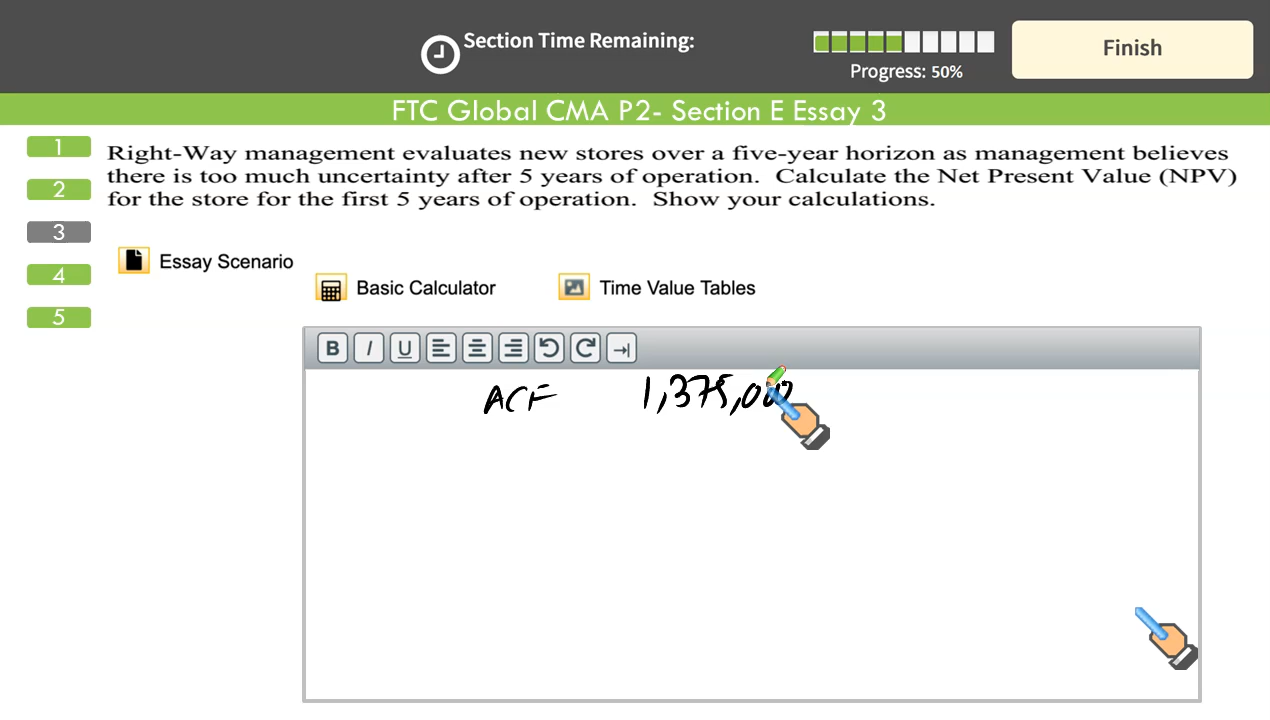 Section Time Remaining:
Progress: 50%
Finish
FTC Global CMA P2- Section E Essay 3
1
2
3
4
5
Right-Way management evaluates new stores over a five-year horizon as management believes
there is too much uncertainty after 5 years of operation. Calculate the Net Present Value (NPV)
for the store for the first 5 years of operation. Show your calculations.
Essay Scenario
Basic Calculator
Time Value Tables
B I U
ACF 1,375,000